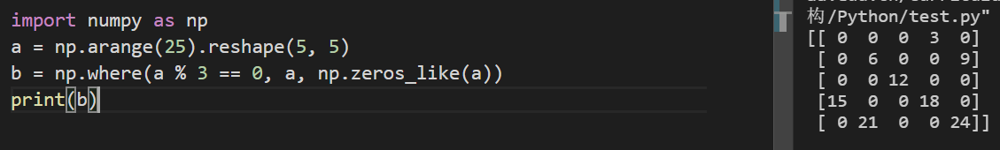 import numpy as np
a = np.arange(25).reshape(5, 5)
b = np.where(a % 3 == 0, a, np.zeros_like(a))
print(b)
构/Python/test.py"
[[ 0  0  0  3  0]
 [ 0  6  0  0  9]
 [ 0  0 12  0  0]
 [15  0  0 18  0]
 [ 0 21  0  0 24]]